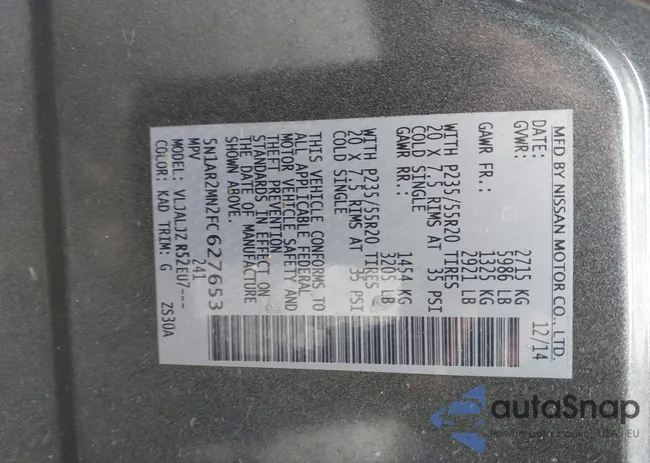 MFD BY NISSAN MOTOR CO., LTD.
DATE: 12/14
GVWR: 2715 KG
5986 LB
GAWR FR.: 1325 KG
2921 LB
WITH P235/55R20 TIRES
20 X 7.5 RIMS AT 35 PSI
COLD SINGLE
GAWR RR.: 1454 KG
3205 LB
WITH P235/55R20 TIRES
20 X 7.5 RIMS AT 35 PSI
COLD SINGLE
THIS VEHICLE CONFORMS TO
ALL APPLICABLE FEDERAL
MOTOR VEHICLE SAFETY AND
THEFT PREVENTION
STANDARDS IN EFFECT ON
THE DATE OF MANUFACTURE
SHOWN ABOVE.
5N1AR2MN2FC627653
MPV 241
MODEL: VLJALJZ R52EU7---
COLOR: KAD TRIM: G ZS30A
autoSnap